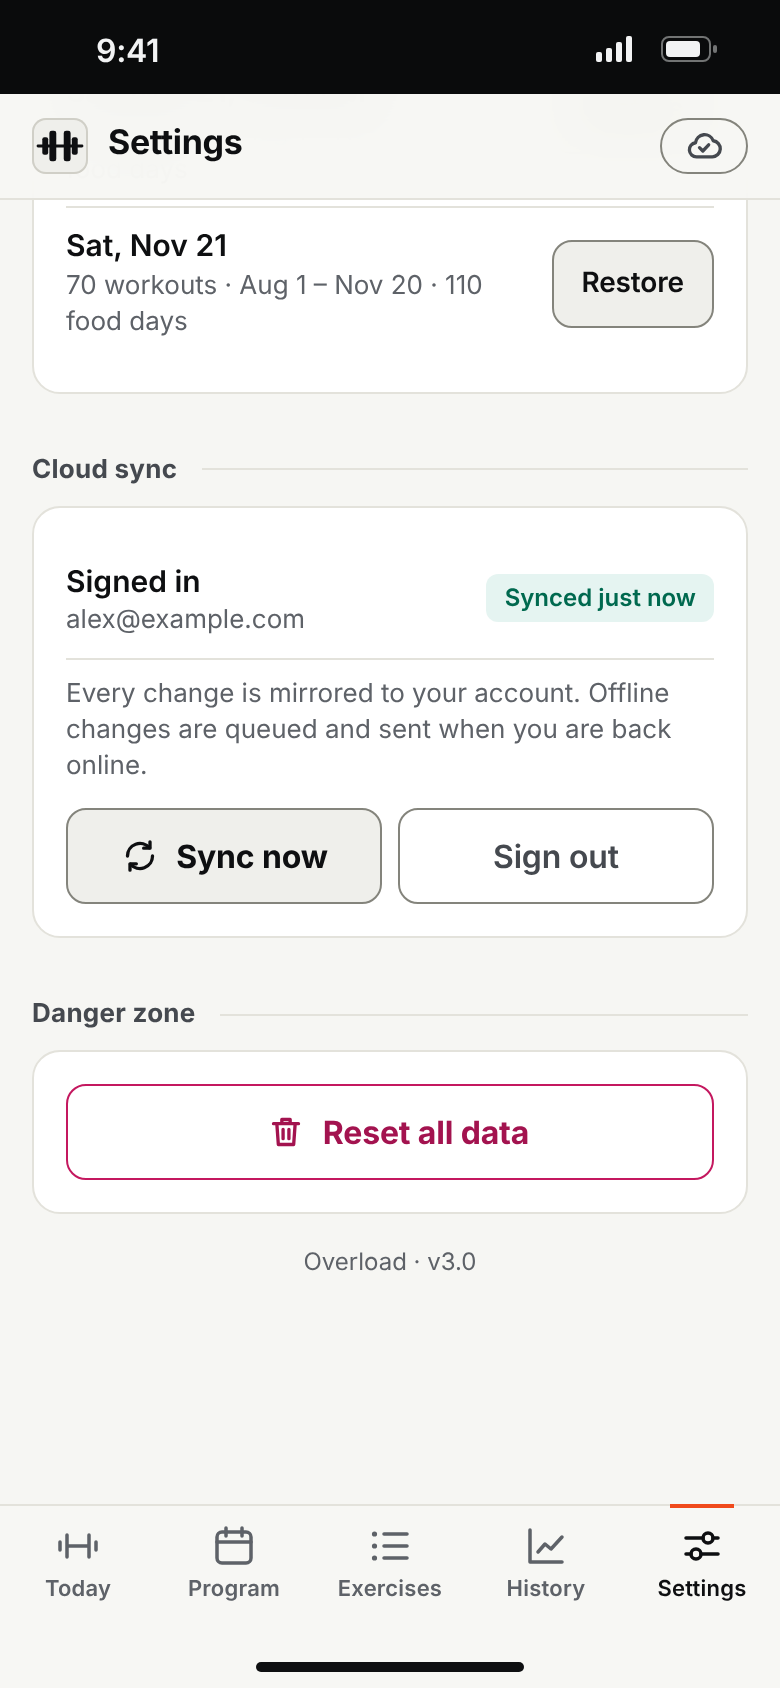 9:41
Settings
Sat, Nov 21
70 workouts · Aug 1 – Nov 20 · 110
food days
Restore
Cloud sync
Signed in
alex@example.com
Synced just now
Every change is mirrored to your account. Offline
changes are queued and sent when you are back
online.
Sync now
Sign out
Danger zone
Reset all data
Overload · v3.0
Today
Program
Exercises
History
Settings